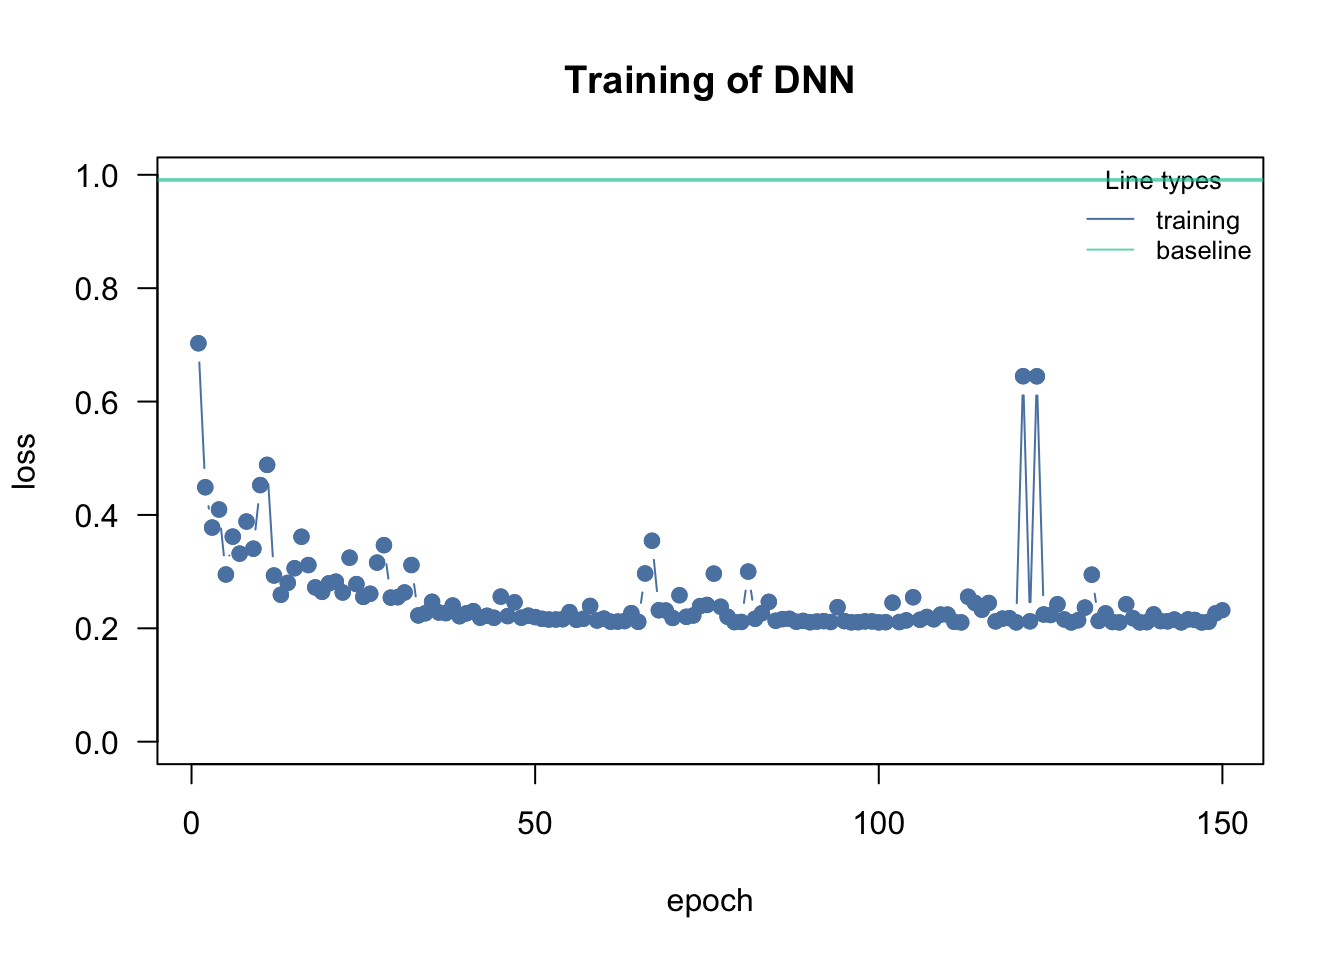 Training of DNN
1.0
0.8
0.6
0.4
0.2
0.0
loss
Line types
training
baseline
0 50 100 150
epoch